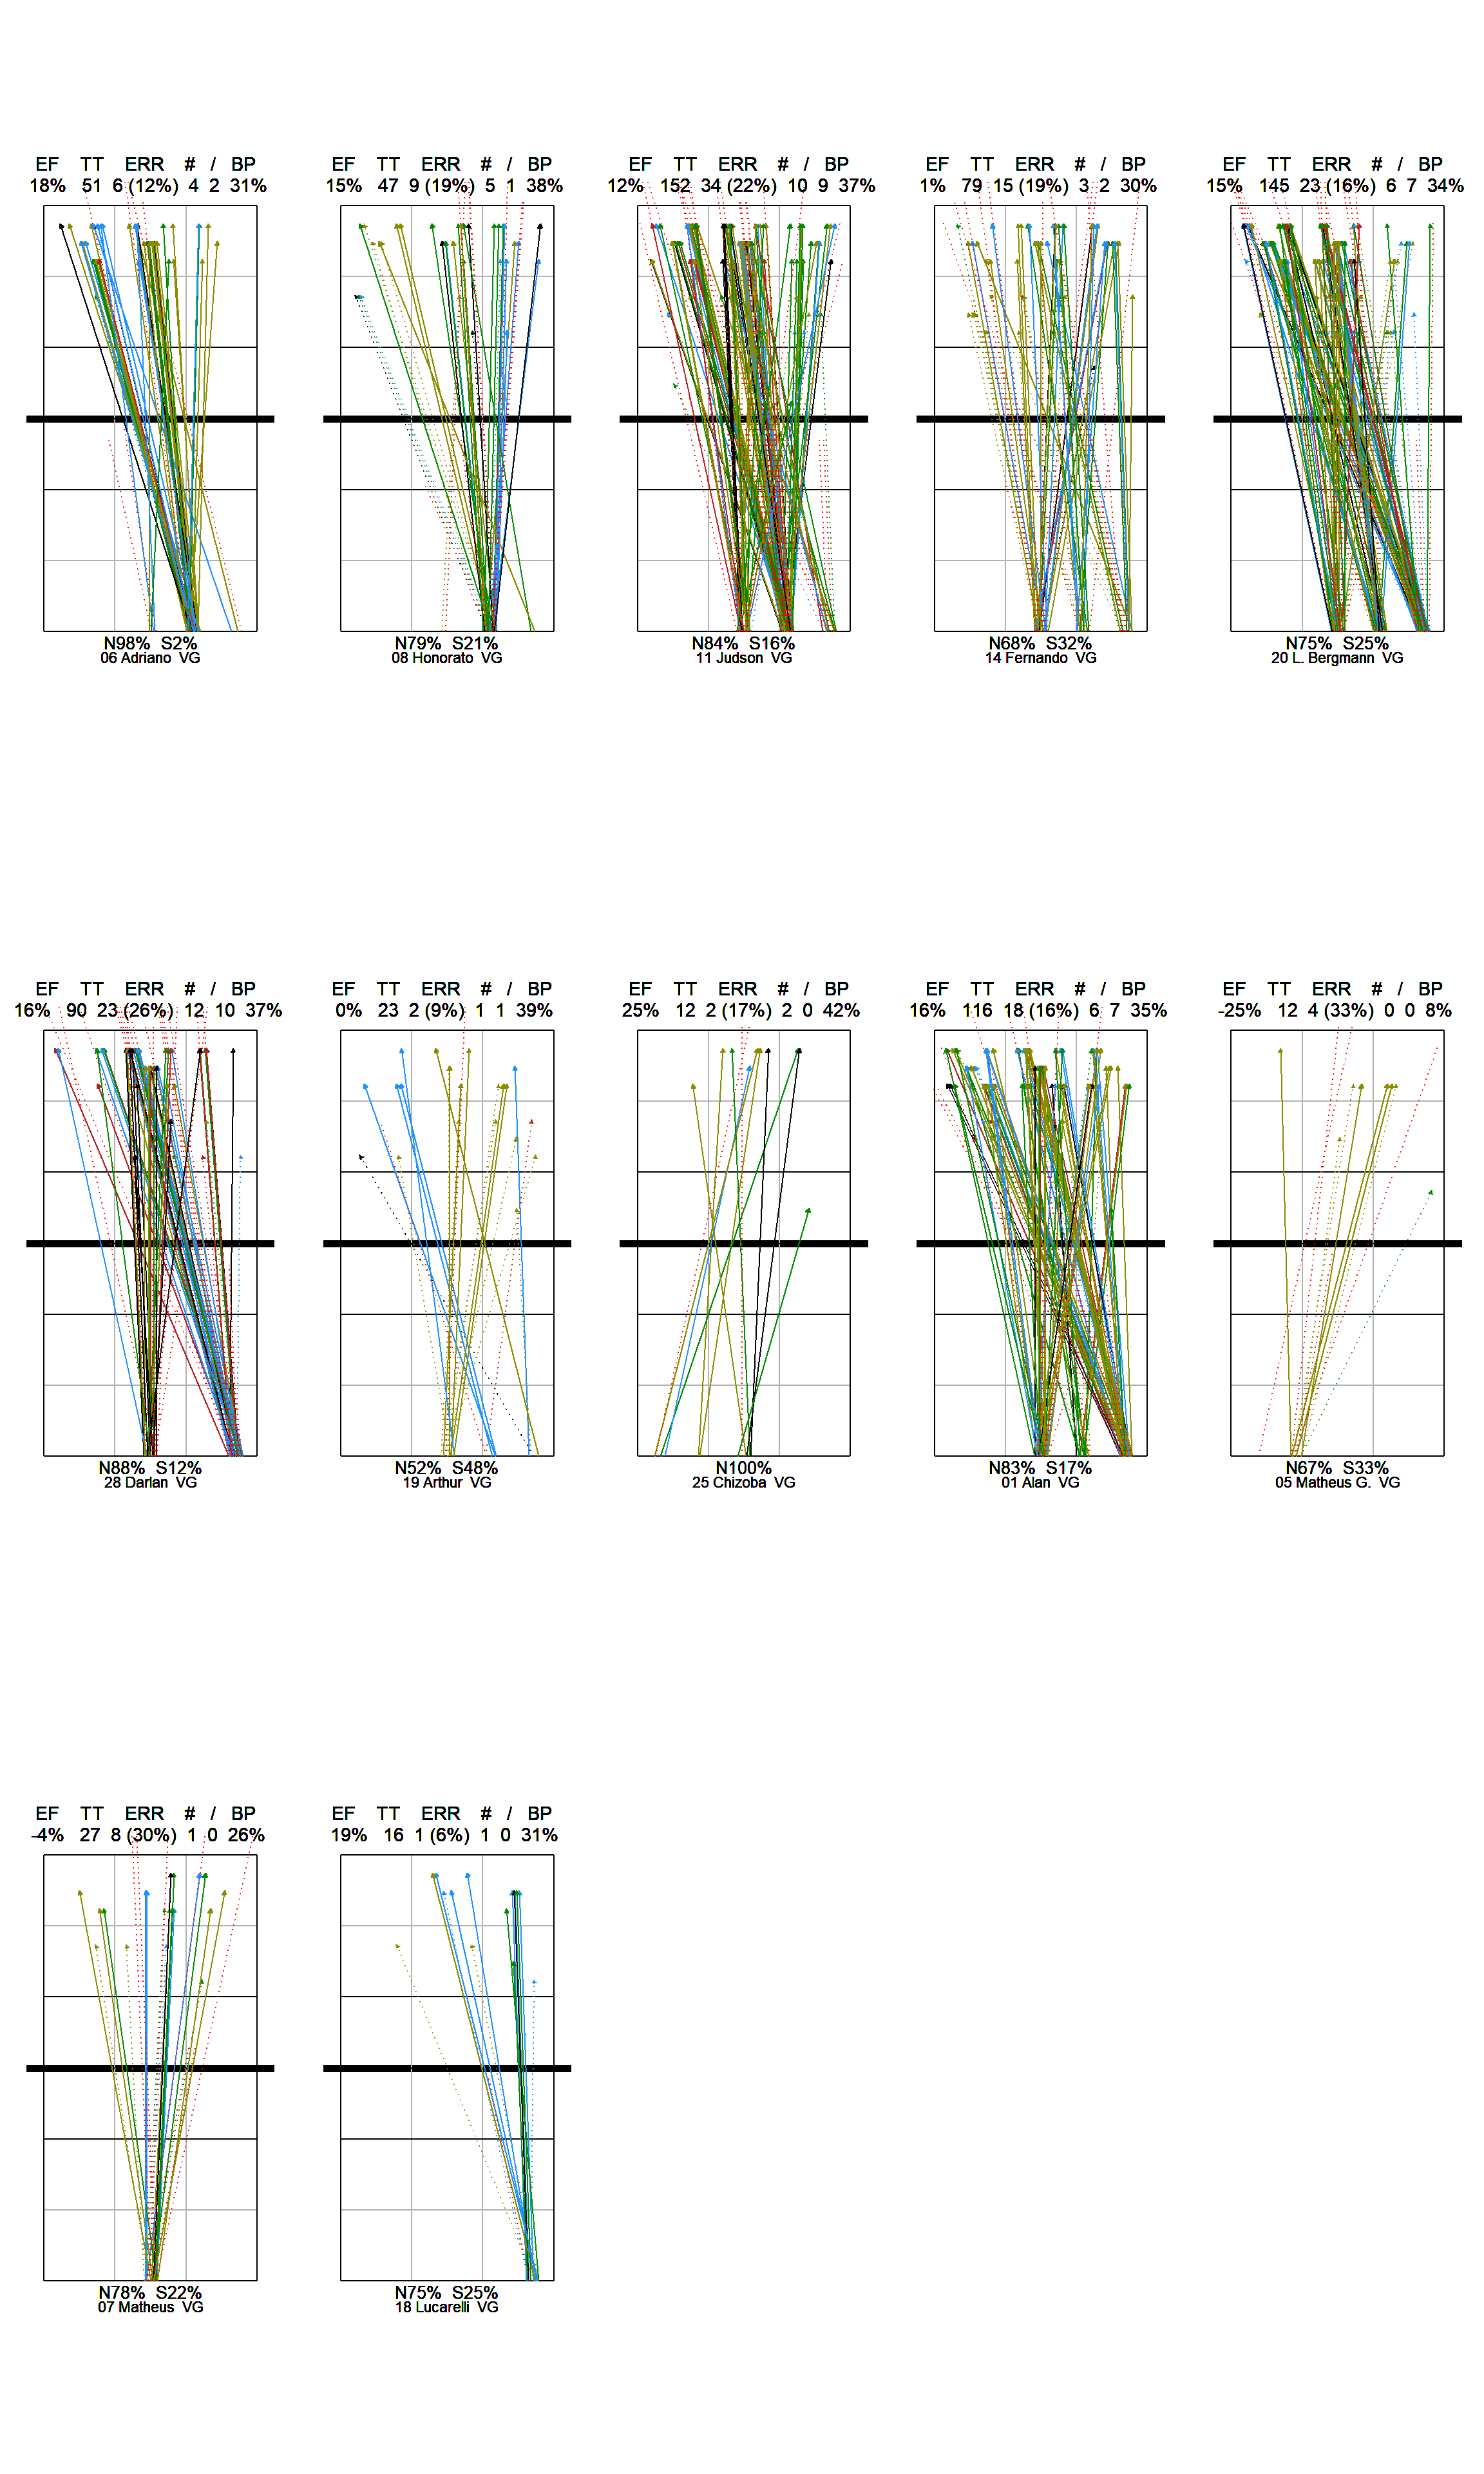 EF TT ERR # / BP EF TT ERR # / BP EF TT ERR # / BP EF TT ERR # / BP EF TT ERR # / BP
18% 51 6 (12%) 4 2 31% 15% 47 9 (19%) 5 1 38% 12% 152 34 (22%) 10 9 37% 1% 79 15 (19%) 3 2 30% 15% 145 23 (16%) 6 7 34%
N98% S2% N79% S21% N84% S16% N68% S32% N75% S25%
06 Adriano VG 08 Honorato VG 11 Judson VG 14 Fernando VG 20 L. Bergmann VG
EF TT ERR # / BP EF TT ERR # / BP EF TT ERR # / BP EF TT ERR # / BP EF TT ERR # / BP
16% 90 23 (26%) 12 10 37% 0% 23 2 (9%) 1 1 39% 25% 12 2 (17%) 2 0 42% 16% 116 18 (16%) 6 7 35% -25% 12 4 (33%) 0 0 8%
N88% S12% N52% S48% N100% N83% S17% N67% S33%
28 Darlan VG 19 Arthur VG 25 Chizoba VG 01 Alan VG 05 Matheus G. VG
EF TT ERR # / BP EF TT ERR # / BP
-4% 27 8 (30%) 1 0 26% 19% 16 1 (6%) 1 0 31%
N78% S22% N75% S25%
07 Matheus VG 18 Lucarelli VG